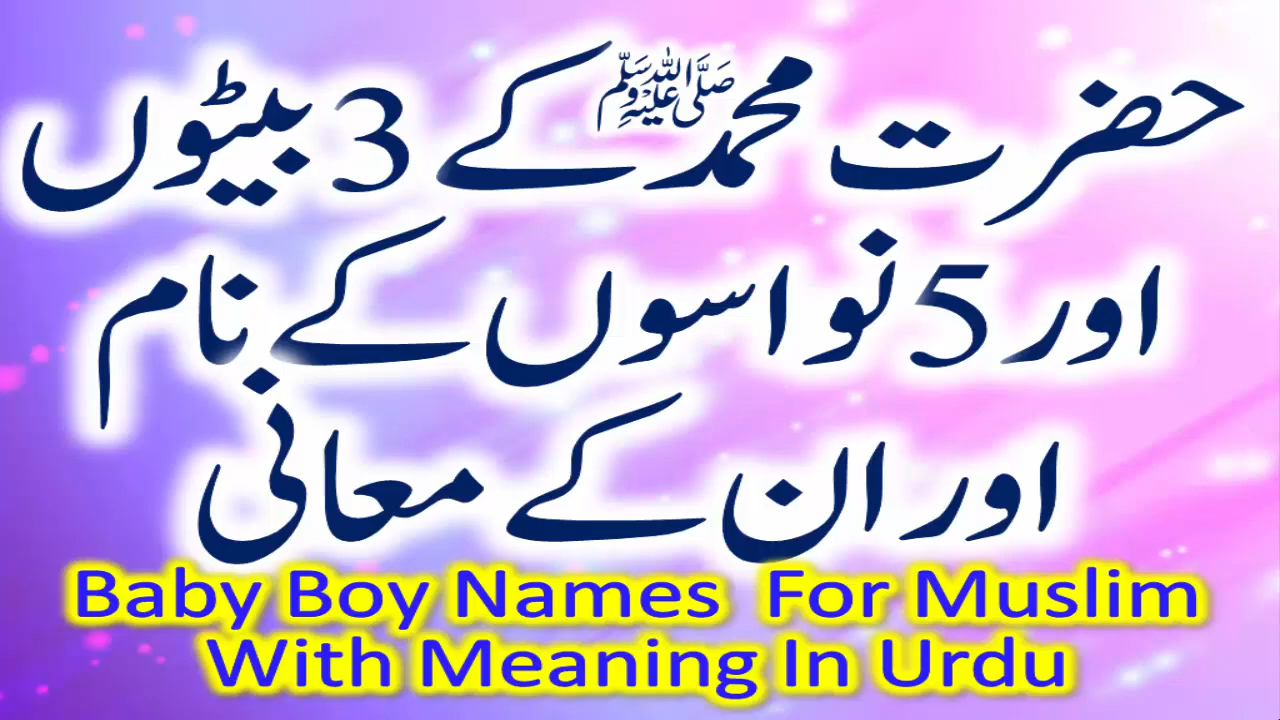 حضرت محمد ﷺ کے 3 بیٹوں
اور 5 نواسوں کے نام
اور ان کے معانی
Baby Boy Names For Muslim
With Meaning In Urdu